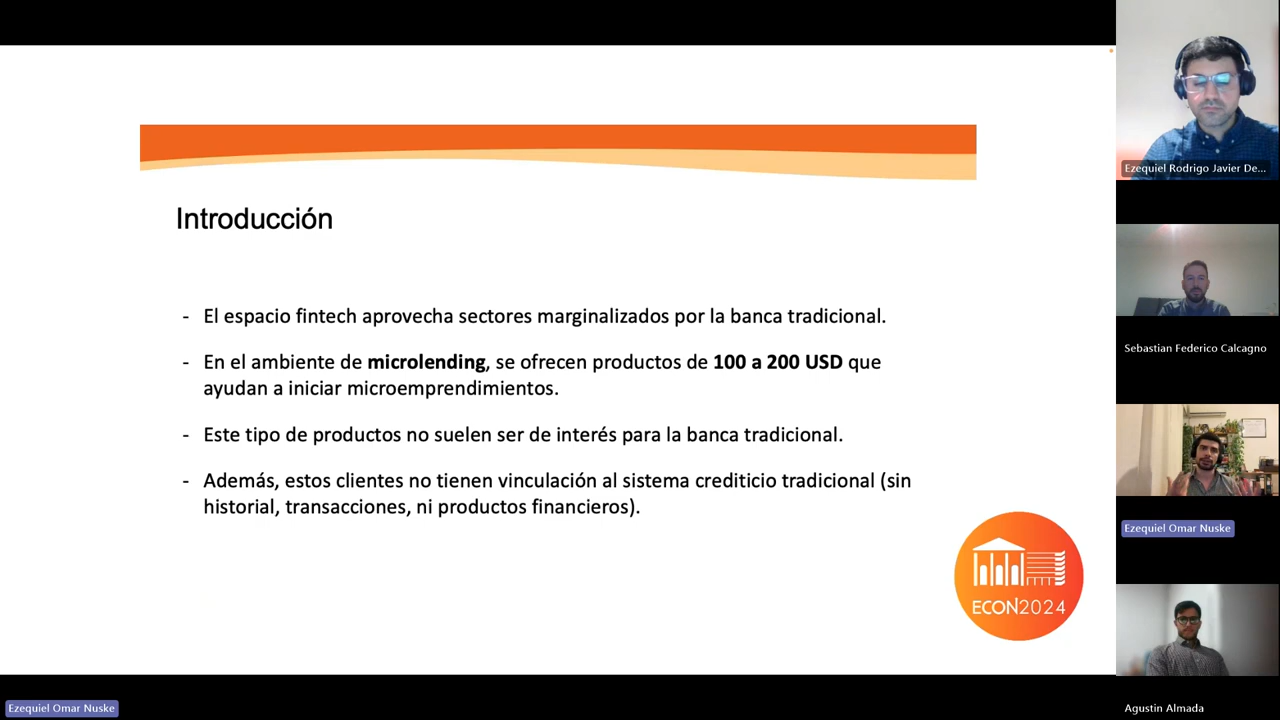 Introducción
- El espacio fintech aprovecha sectores marginalizados por la banca tradicional.
- En el ambiente de microlending, se ofrecen productos de 100 a 200 USD que
ayudan a iniciar microemprendimientos.
- Este tipo de productos no suelen ser de interés para la banca tradicional.
- Además, estos clientes no tienen vinculación al sistema crediticio tradicional (sin
historial, transacciones, ni productos financieros).
ECON2024
Ezequiel Rodrigo Javier De...
Sebastian Federico Calcagno
Ezequiel Omar Nuske
Agustin Almada
Ezequiel Omar Nuske